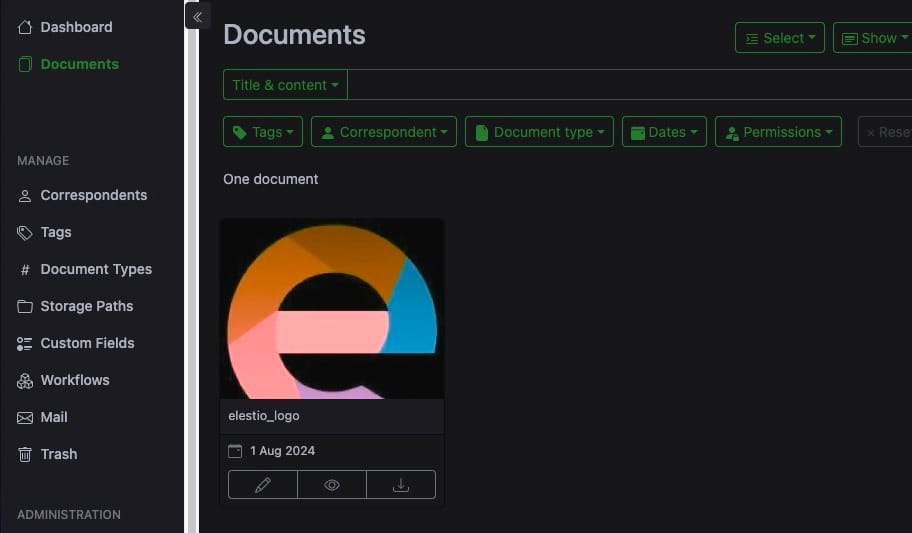 Dashboard
Documents
MANAGE
Correspondents
Tags
# Document Types
Storage Paths
Custom Fields
Workflows
Mail
Trash
ADMINISTRATION
Documents
Select
Show
Title & content
Tags
Correspondent
Document type
Dates
Permissions
× Reset
One document
elestio_logo
1 Aug 2024